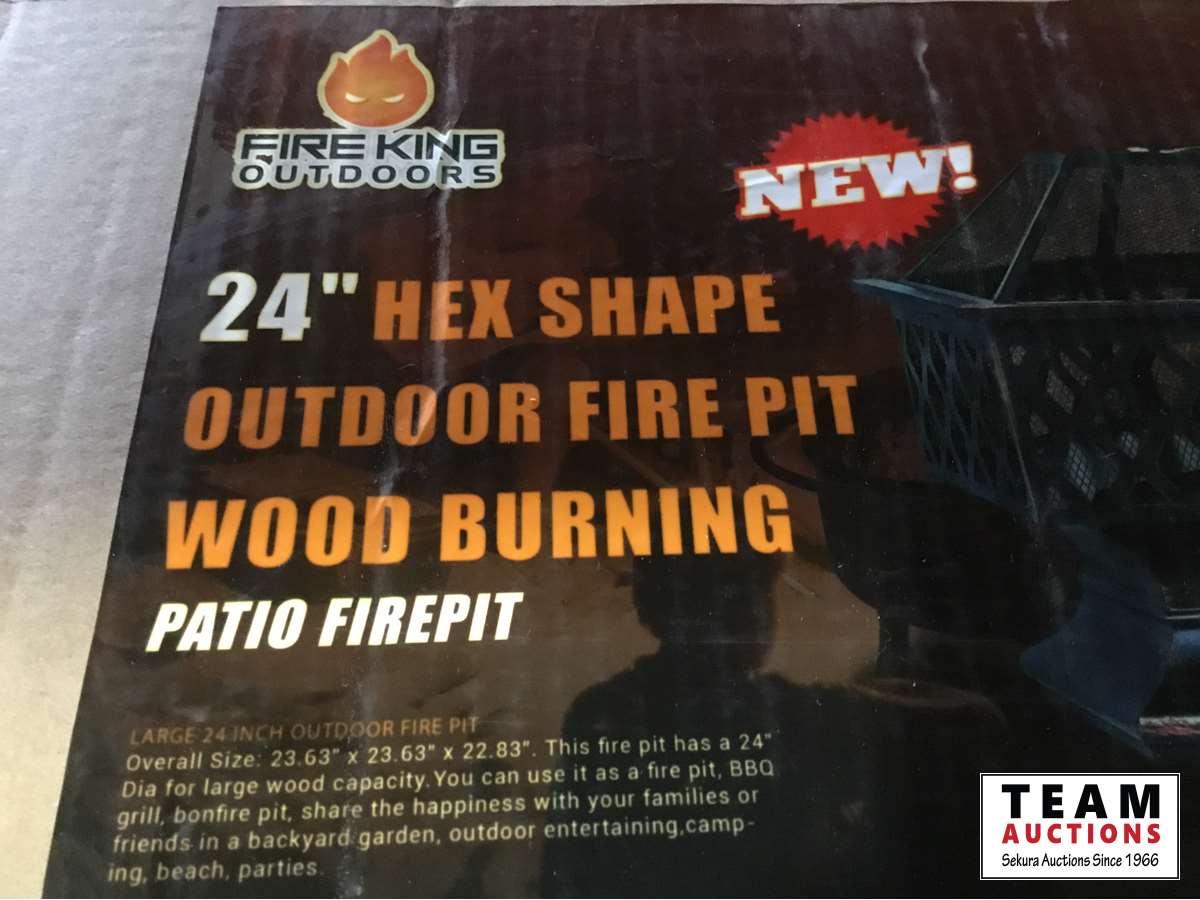 FIRE KING
OUTDOORS
NEW!
24" HEX SHAPE
OUTDOOR FIRE PIT
WOOD BURNING
PATIO FIREPIT
LARGE 24 INCH OUTDOOR FIRE PIT
Overall Size: 23.63" x 23.63" x 22.83". This fire pit has a 24"
Dia for large wood capacity.You can use it as a fire pit, BBQ
grill, bonfire pit, share the happiness with your families or
friends in a backyard garden, outdoor entertaining,camp-
ing, beach, parties.
TEAM
AUCTIONS
Sekura Auctions Since 1966